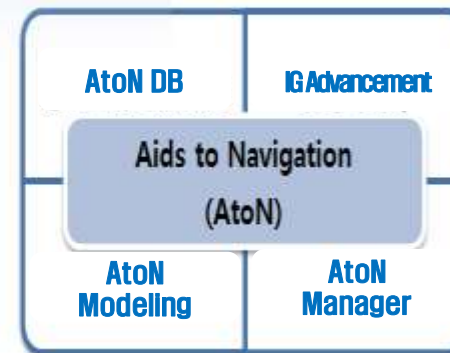 AtoN DB
IG Advancement
Aids to Navigation
(AtoN)
AtoN
Modeling
AtoN
Manager